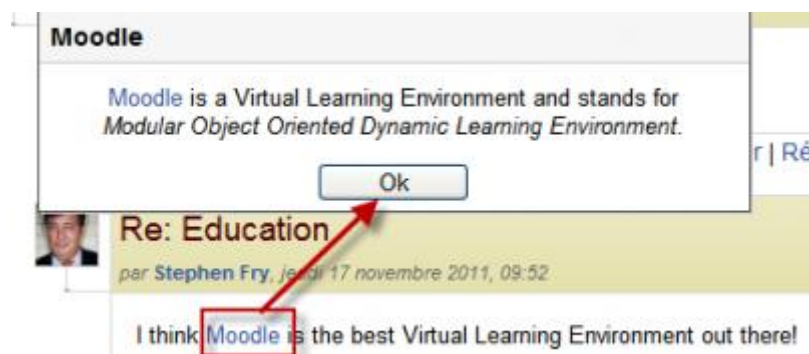 Moodle
Moodle is a Virtual Learning Environment and stands for
Modular Object Oriented Dynamic Learning Environment.
Ok
r | Ré
Re: Education
par Stephen Fry, jeudi 17 novembre 2011, 09:52
I think Moodle is the best Virtual Learning Environment out there!